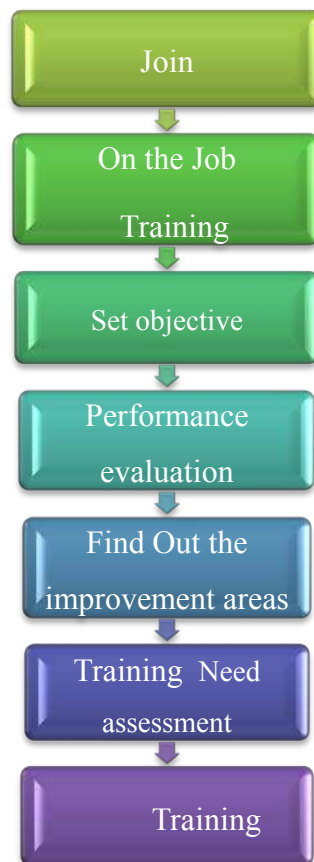 Join
On the Job
Training
Set objective
Performance
evaluation
Find Out the
improvement areas
Training Need
assessment
Training